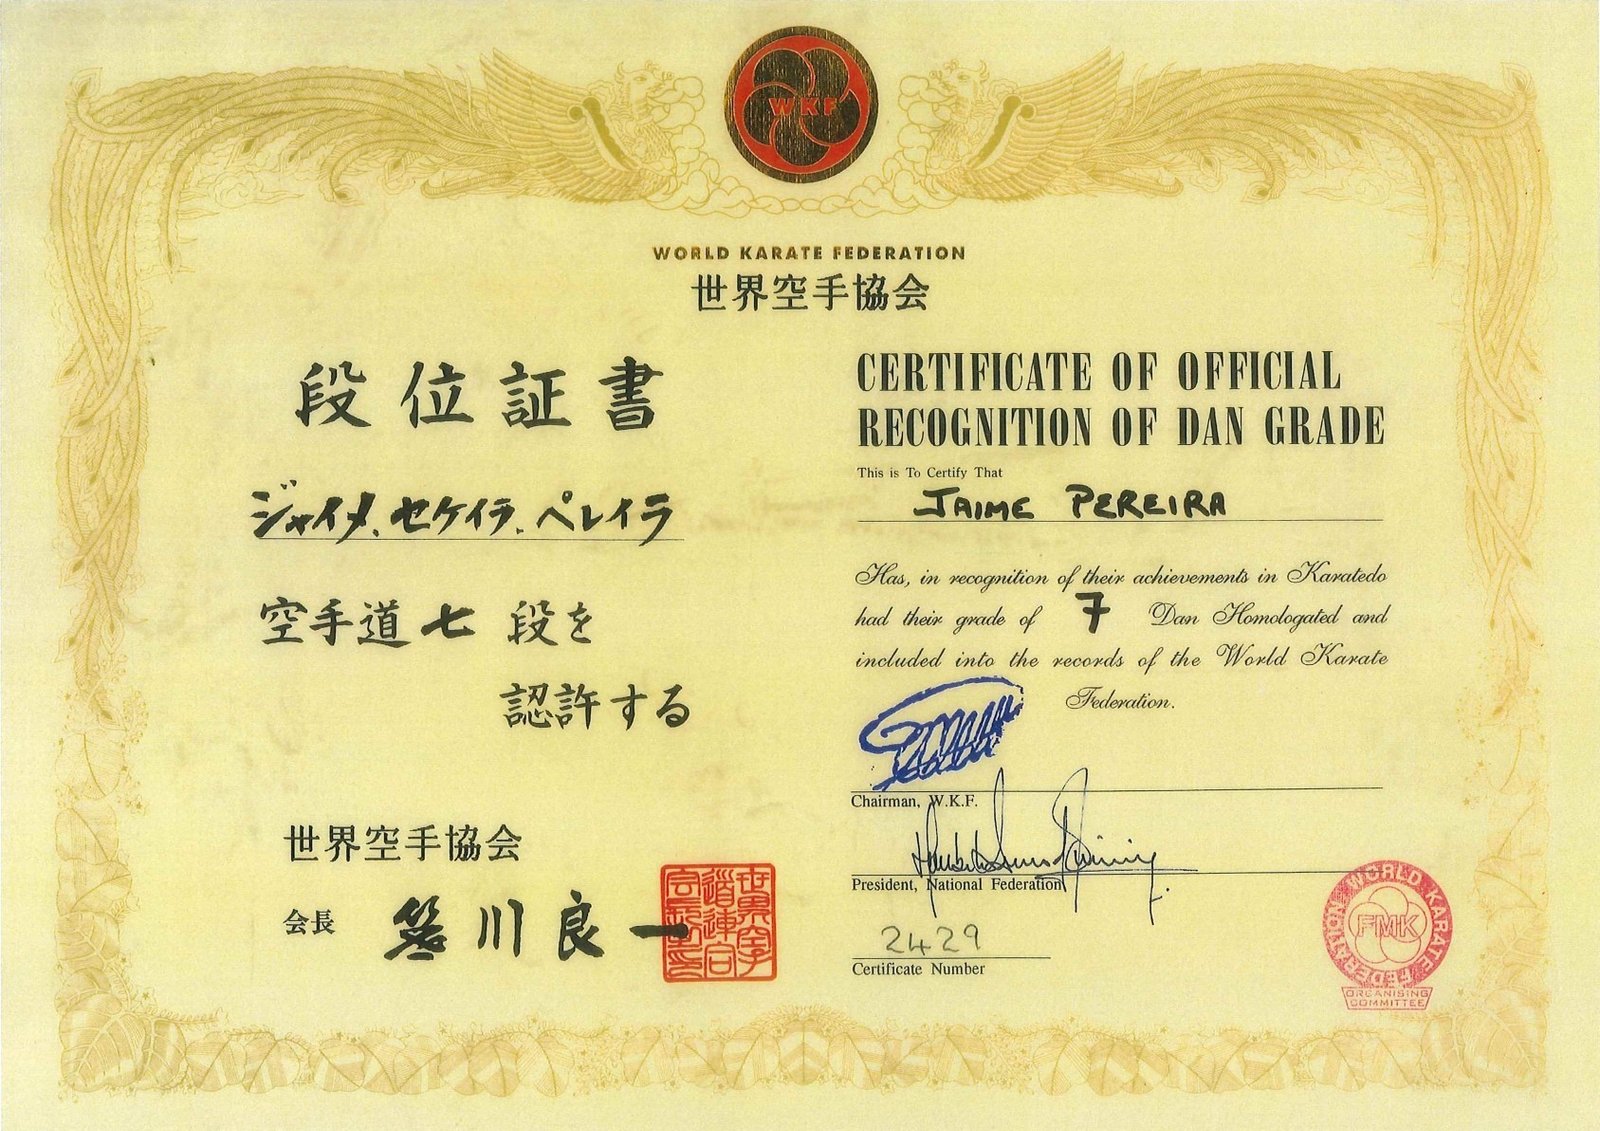 WKF
WORLD KARATE FEDERATION
世界空手協会
段位証書
ジャイメ、セケイラ、ペレイラ
空手道七 段を
認許する
世界空手協会
会長 笹川良一
CERTIFICATE OF OFFICIAL
RECOGNITION OF DAN GRADE
This is To Certify That
JAIME PEREIRA
Has, in recognition of their achievements in Karatedo
had their grade of 7 Dan Homologated and
included into the records of the World Karate
Federation.
Chairman, W.K.F.
President, National Federation
2429
Certificate Number
WORLD KARATE FEDERATION
FMK
ORGANISING
COMMITTEE